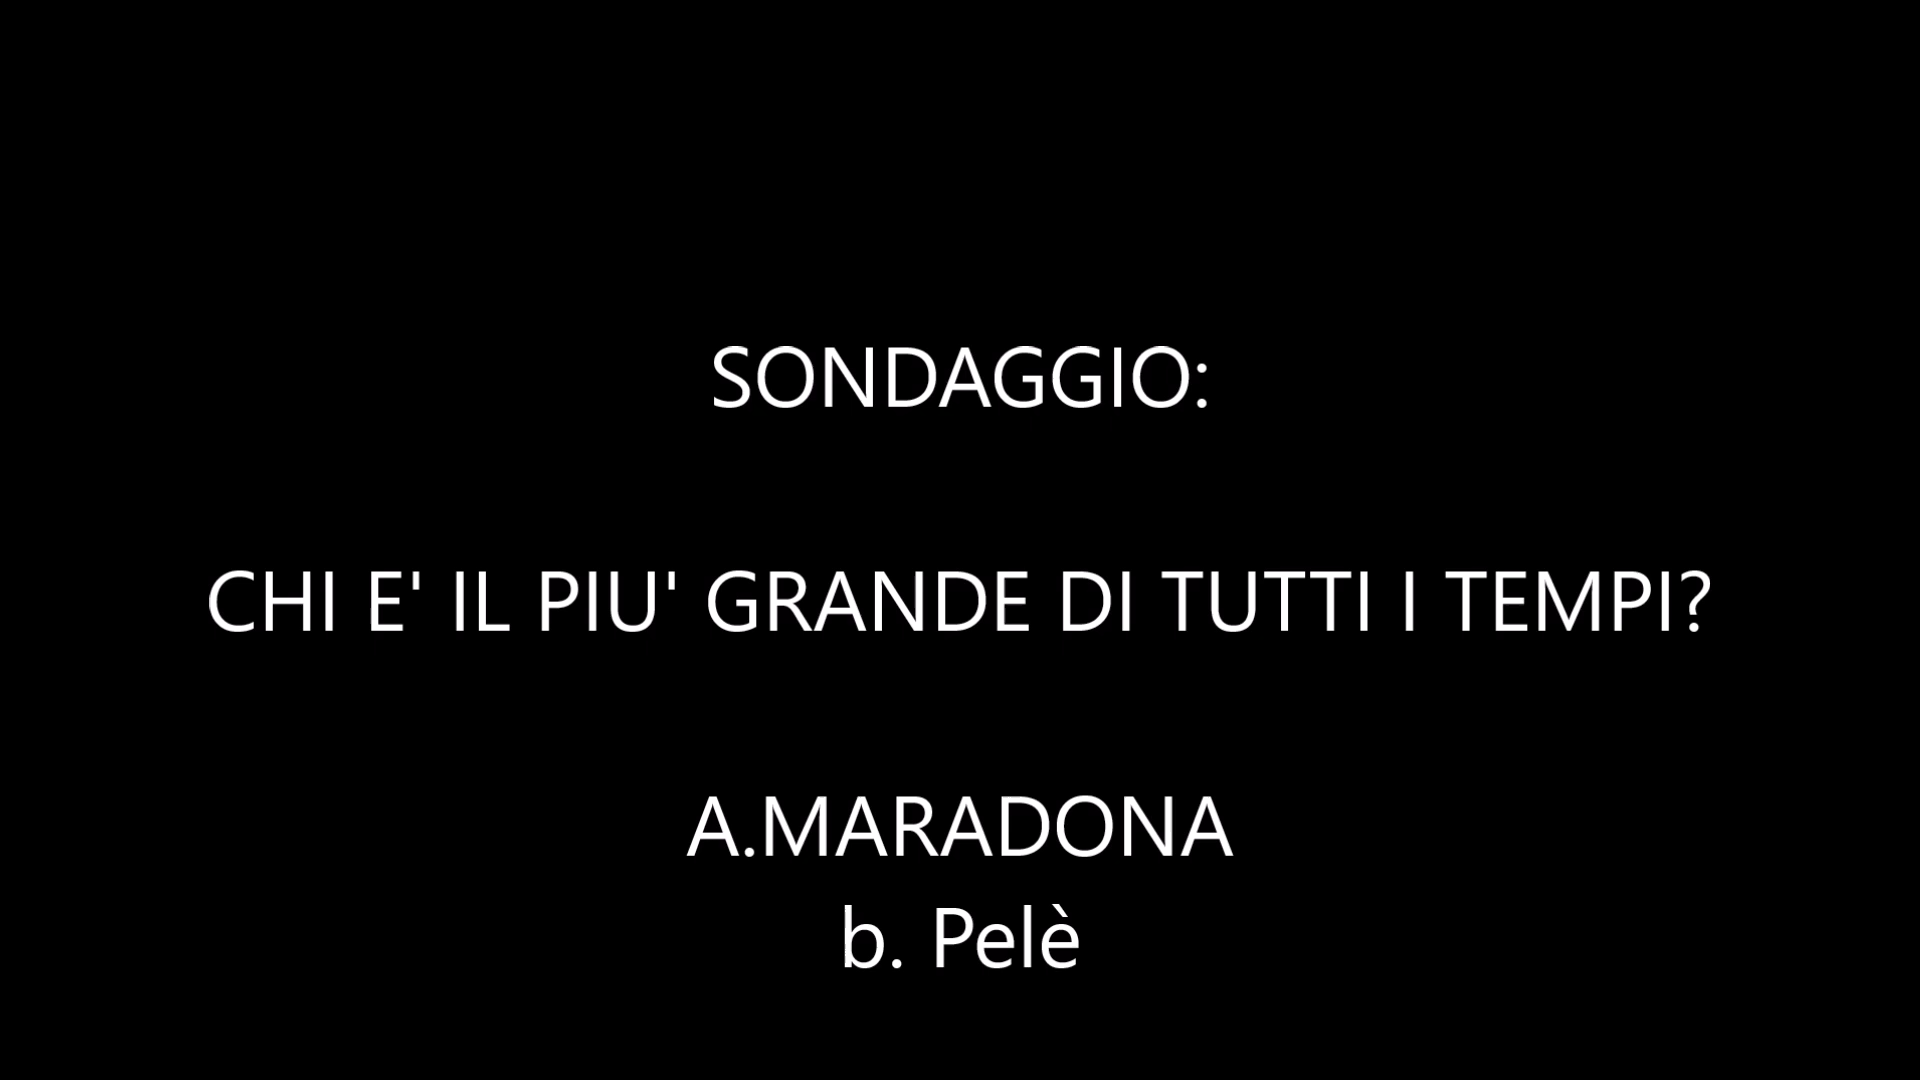 SONDAGGIO:
CHI E' IL PIU' GRANDE DI TUTTI I TEMPI?
A.MARADONA
b. Pelè